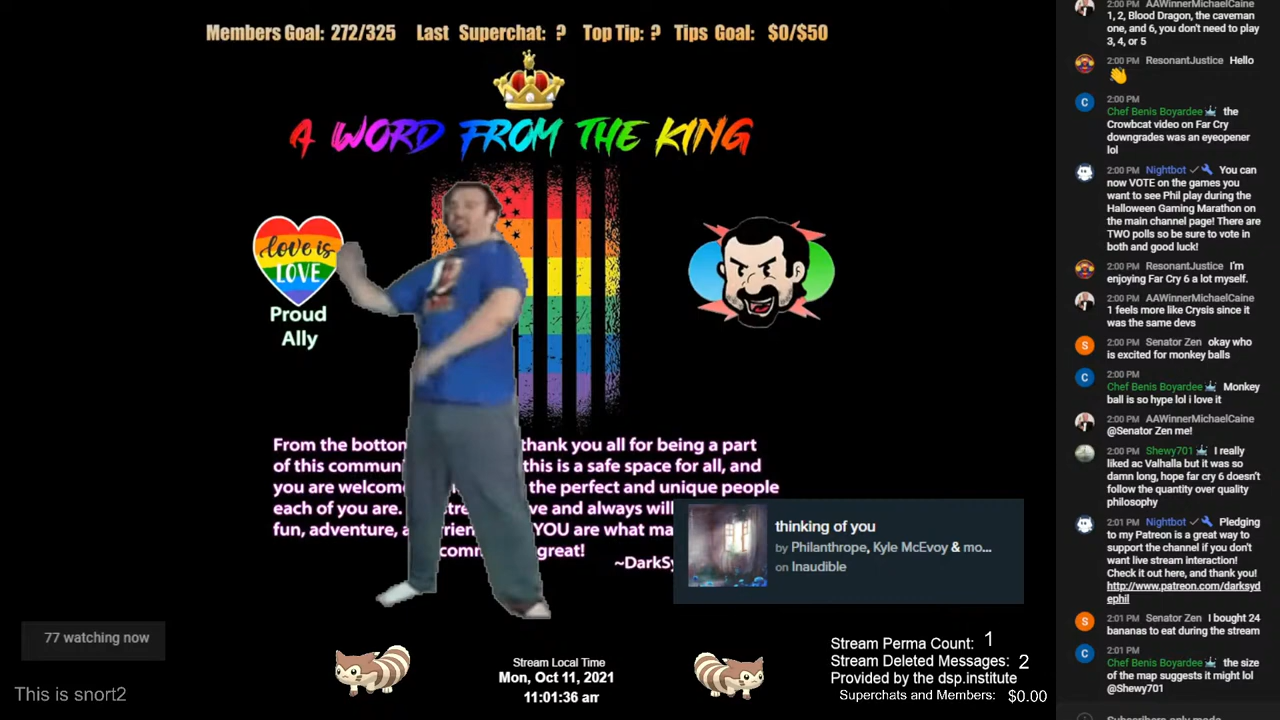 Members Goal: 272/325 Last Superchat: ? Top Tip: ? Tips Goal: $0/$50
A WORD FROM THE KING
love is
LOVE
Proud
Ally
From the bottom thank you all for being a part
of this commun this is a safe space for all, and
you are welcome the perfect and unique people
each of you are. ve and always will
fun, adventure, YOU are what ma
comm great!
~DarkSy
thinking of you
by Philanthrope, Kyle McEvoy & mo...
on Inaudible
77 watching now
This is snort2
Stream Local Time
Mon, Oct 11, 2021
11:01:36 am
Stream Perma Count: 1
Stream Deleted Messages: 2
Provided by the dsp.institute
Superchats and Members: $0.00
2:00 PM AAWinnerMichaelCaine
1, 2, Blood Dragon, the caveman
one, and 6, you don't need to play
3, 4, or 5
2:00 PM ResonantJustice Hello
2:00 PM
Chef Benis Boyardee the
Crowbcat video on Far Cry
downgrades was an eyeopener
lol
2:00 PM Nightbot You can
now VOTE on the games you
want to see Phil play during the
Halloween Gaming Marathon on
the main channel page! There are
TWO polls so be sure to vote in
both and good luck!
2:00 PM ResonantJustice I'm
enjoying Far Cry 6 a lot myself.
2:00 PM AAWinnerMichaelCaine
1 feels more like Crysis since it
was the same devs
2:00 PM Senator Zen okay who
is excited for monkey balls
2:00 PM
Chef Benis Boyardee Monkey
ball is so hype lol i love it
2:00 PM AAWinnerMichaelCaine
@Senator Zen me!
2:00 PM Shewy701 I really
liked ac Valhalla but it was so
damn long, hope far cry 6 doesn't
follow the quantity over quality
philosophy
2:01 PM Nightbot Pledging
to my Patreon is a great way to
support the channel if you don't
want live stream interaction!
Check it out here, and thank you!
http://www.patreon.com/darksyd
ephil
2:01 PM Senator Zen I bought 24
bananas to eat during the stream
2:01 PM
Chef Benis Boyardee the size
of the map suggests it might lol
@Shewy701
Subscribers-only mode